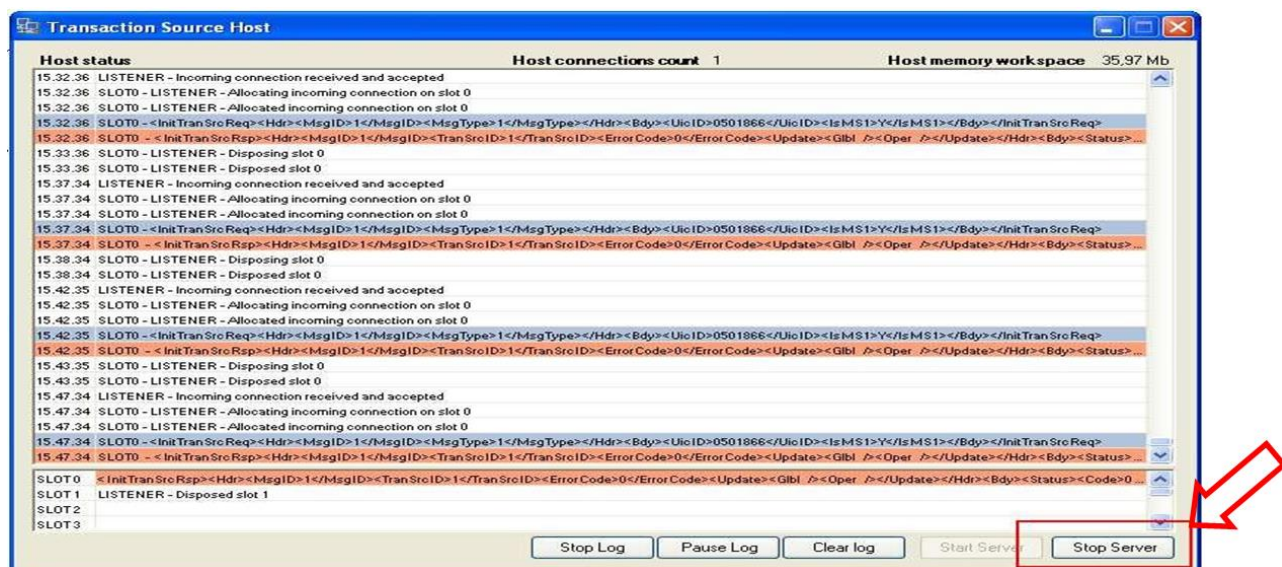 Transaction Source Host
Host status Host connections count 1 Host memory workspace 35,97 Mb
15.32.36 LISTENER - Incoming connection received and accepted
15.32.36 SLOT0 - LISTENER - Allocating incoming connection on slot 0
15.32.36 SLOT0 - LISTENER - Allocated incoming connection on slot 0
15.32.36 SLOT0 - <InitTranSrcReq><Hdr><MsgID>1</MsgID><MsgType>1</MsgType></Hdr><Bdy><UicID>0501866</UicID><IsMS1>Y</IsMS1></Bdy></InitTranSrcReq>
15.32.36 SLOT0 - <InitTranSrcRsp><Hdr><MsgID>1</MsgID><TranSrcID>1</TranSrcID><ErrorCode>0</ErrorCode><Update><Glbl /><Oper /></Update></Hdr><Bdy><Status>...
15.33.36 SLOT0 - LISTENER - Disposing slot 0
15.33.36 SLOT0 - LISTENER - Disposed slot 0
15.37.34 LISTENER - Incoming connection received and accepted
15.37.34 SLOT0 - LISTENER - Allocating incoming connection on slot 0
15.37.34 SLOT0 - LISTENER - Allocated incoming connection on slot 0
15.37.34 SLOT0 - <InitTranSrcReq><Hdr><MsgID>1</MsgID><MsgType>1</MsgType></Hdr><Bdy><UicID>0501866</UicID><IsMS1>Y</IsMS1></Bdy></InitTranSrcReq>
15.37.34 SLOT0 - <InitTranSrcRsp><Hdr><MsgID>1</MsgID><TranSrcID>1</TranSrcID><ErrorCode>0</ErrorCode><Update><Glbl /><Oper /></Update></Hdr><Bdy><Status>...
15.38.34 SLOT0 - LISTENER - Disposing slot 0
15.38.34 SLOT0 - LISTENER - Disposed slot 0
15.42.35 LISTENER - Incoming connection received and accepted
15.42.35 SLOT0 - LISTENER - Allocating incoming connection on slot 0
15.42.35 SLOT0 - LISTENER - Allocated incoming connection on slot 0
15.42.35 SLOT0 - <InitTranSrcReq><Hdr><MsgID>1</MsgID><MsgType>1</MsgType></Hdr><Bdy><UicID>0501866</UicID><IsMS1>Y</IsMS1></Bdy></InitTranSrcReq>
15.42.35 SLOT0 - <InitTranSrcRsp><Hdr><MsgID>1</MsgID><TranSrcID>1</TranSrcID><ErrorCode>0</ErrorCode><Update><Glbl /><Oper /></Update></Hdr><Bdy><Status>...
15.43.35 SLOT0 - LISTENER - Disposing slot 0
15.43.35 SLOT0 - LISTENER - Disposed slot 0
15.47.34 LISTENER - Incoming connection received and accepted
15.47.34 SLOT0 - LISTENER - Allocating incoming connection on slot 0
15.47.34 SLOT0 - LISTENER - Allocated incoming connection on slot 0
15.47.34 SLOT0 - <InitTranSrcReq><Hdr><MsgID>1</MsgID><MsgType>1</MsgType></Hdr><Bdy><UicID>0501866</UicID><IsMS1>Y</IsMS1></Bdy></InitTranSrcReq>
15.47.34 SLOT0 - <InitTranSrcRsp><Hdr><MsgID>1</MsgID><TranSrcID>1</TranSrcID><ErrorCode>0</ErrorCode><Update><Glbl /><Oper /></Update></Hdr><Bdy><Status>...
SLOT 0 <InitTranSrcRsp><Hdr><MsgID>1</MsgID><TranSrcID>1</TranSrcID><ErrorCode>0</ErrorCode><Update><Glbl /><Oper /></Update></Hdr><Bdy><Status><Code>0...
SLOT 1 LISTENER - Disposed slot 1
SLOT 2
SLOT 3
Stop Log Pause Log Clear log Start Server Stop Server